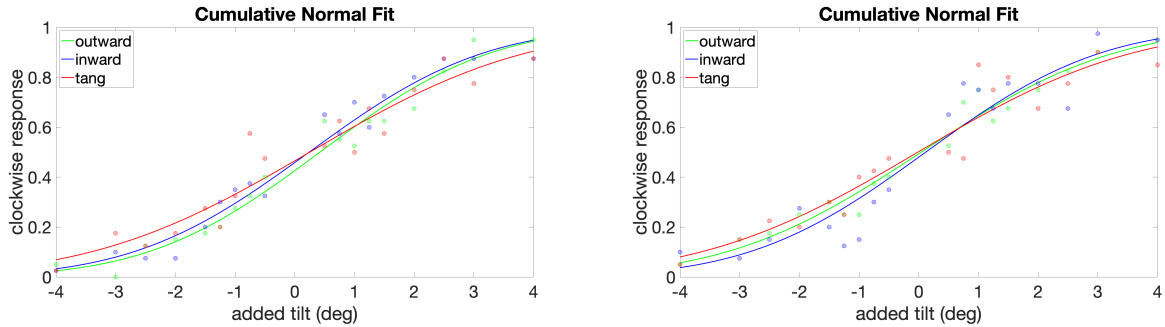 Cumulative Normal Fit
1
0.8
0.6
0.4
0.2
0
clockwise response
outward
inward
tang
-4 -3 -2 -1 0 1 2 3 4
added tilt (deg)
Cumulative Normal Fit
1
0.8
0.6
0.4
0.2
0
clockwise response
outward
inward
tang
-4 -3 -2 -1 0 1 2 3 4
added tilt (deg)